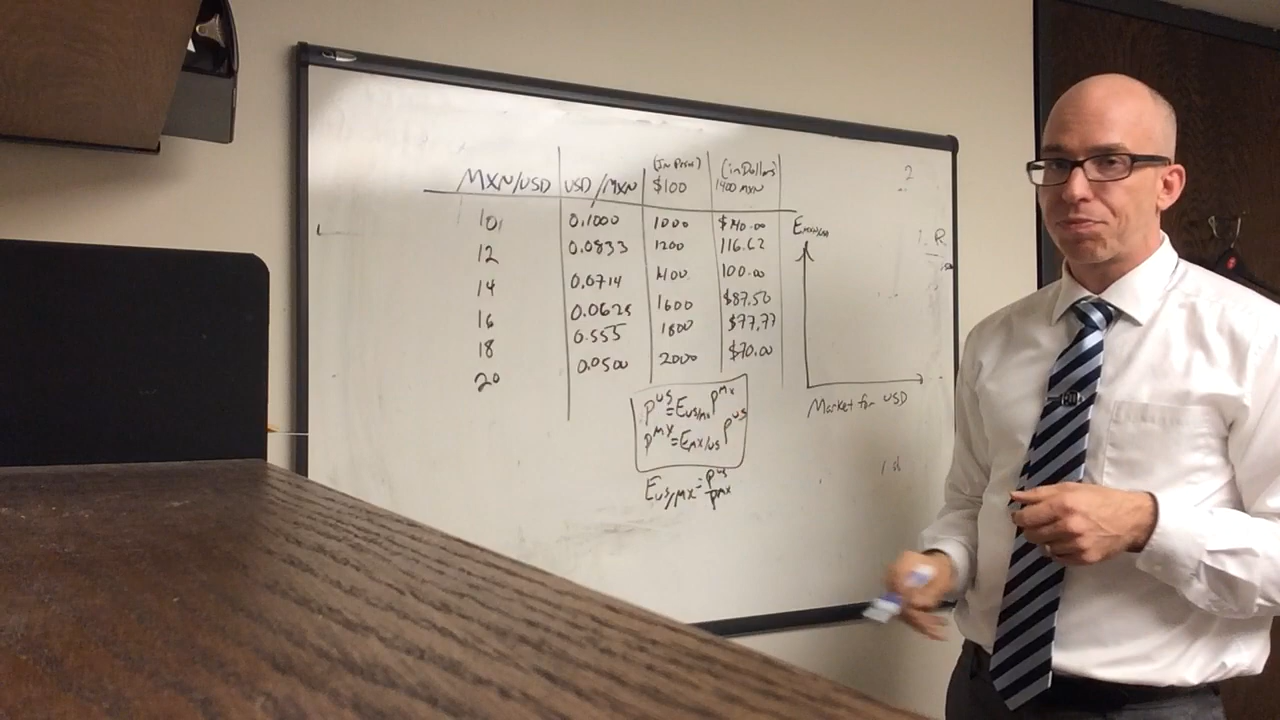 MXN/USD USD/MXN (In Pesos) $100 (in Dollars) 1400 MXN
10 0.1000 1000 $140.00
12 0.0833 1200 116.62
14 0.0714 1400 100.00
16 0.0625 1600 $87.50
18 0.555 1800 $77.77
20 0.0500 2000 $70.00
P^US = E_US/MX P^MX
P^MX = E_MX/US P^US
E_US/MX = P^US/P^MX
Market for USD